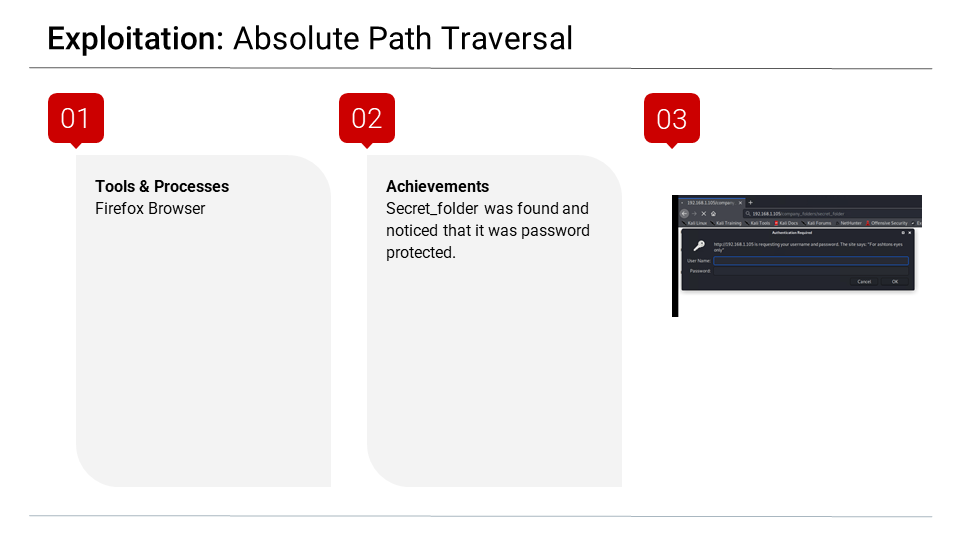 Exploitation: Absolute Path Traversal
01
02
03
Tools & Processes
Firefox Browser
Achievements
Secret_folder was found and
noticed that it was password
protected.
192.168.1.105/company_
192.168.1.105/company_folders/secret_folder
Kali Linux Kali Training Kali Tools Kali Docs Kali Forums NetHunter Offensive Security Ex
Authentication Required
http://192.168.1.105 is requesting your username and password. The site says: "For ashtons eyes
only"
User Name:
Password:
Cancel OK